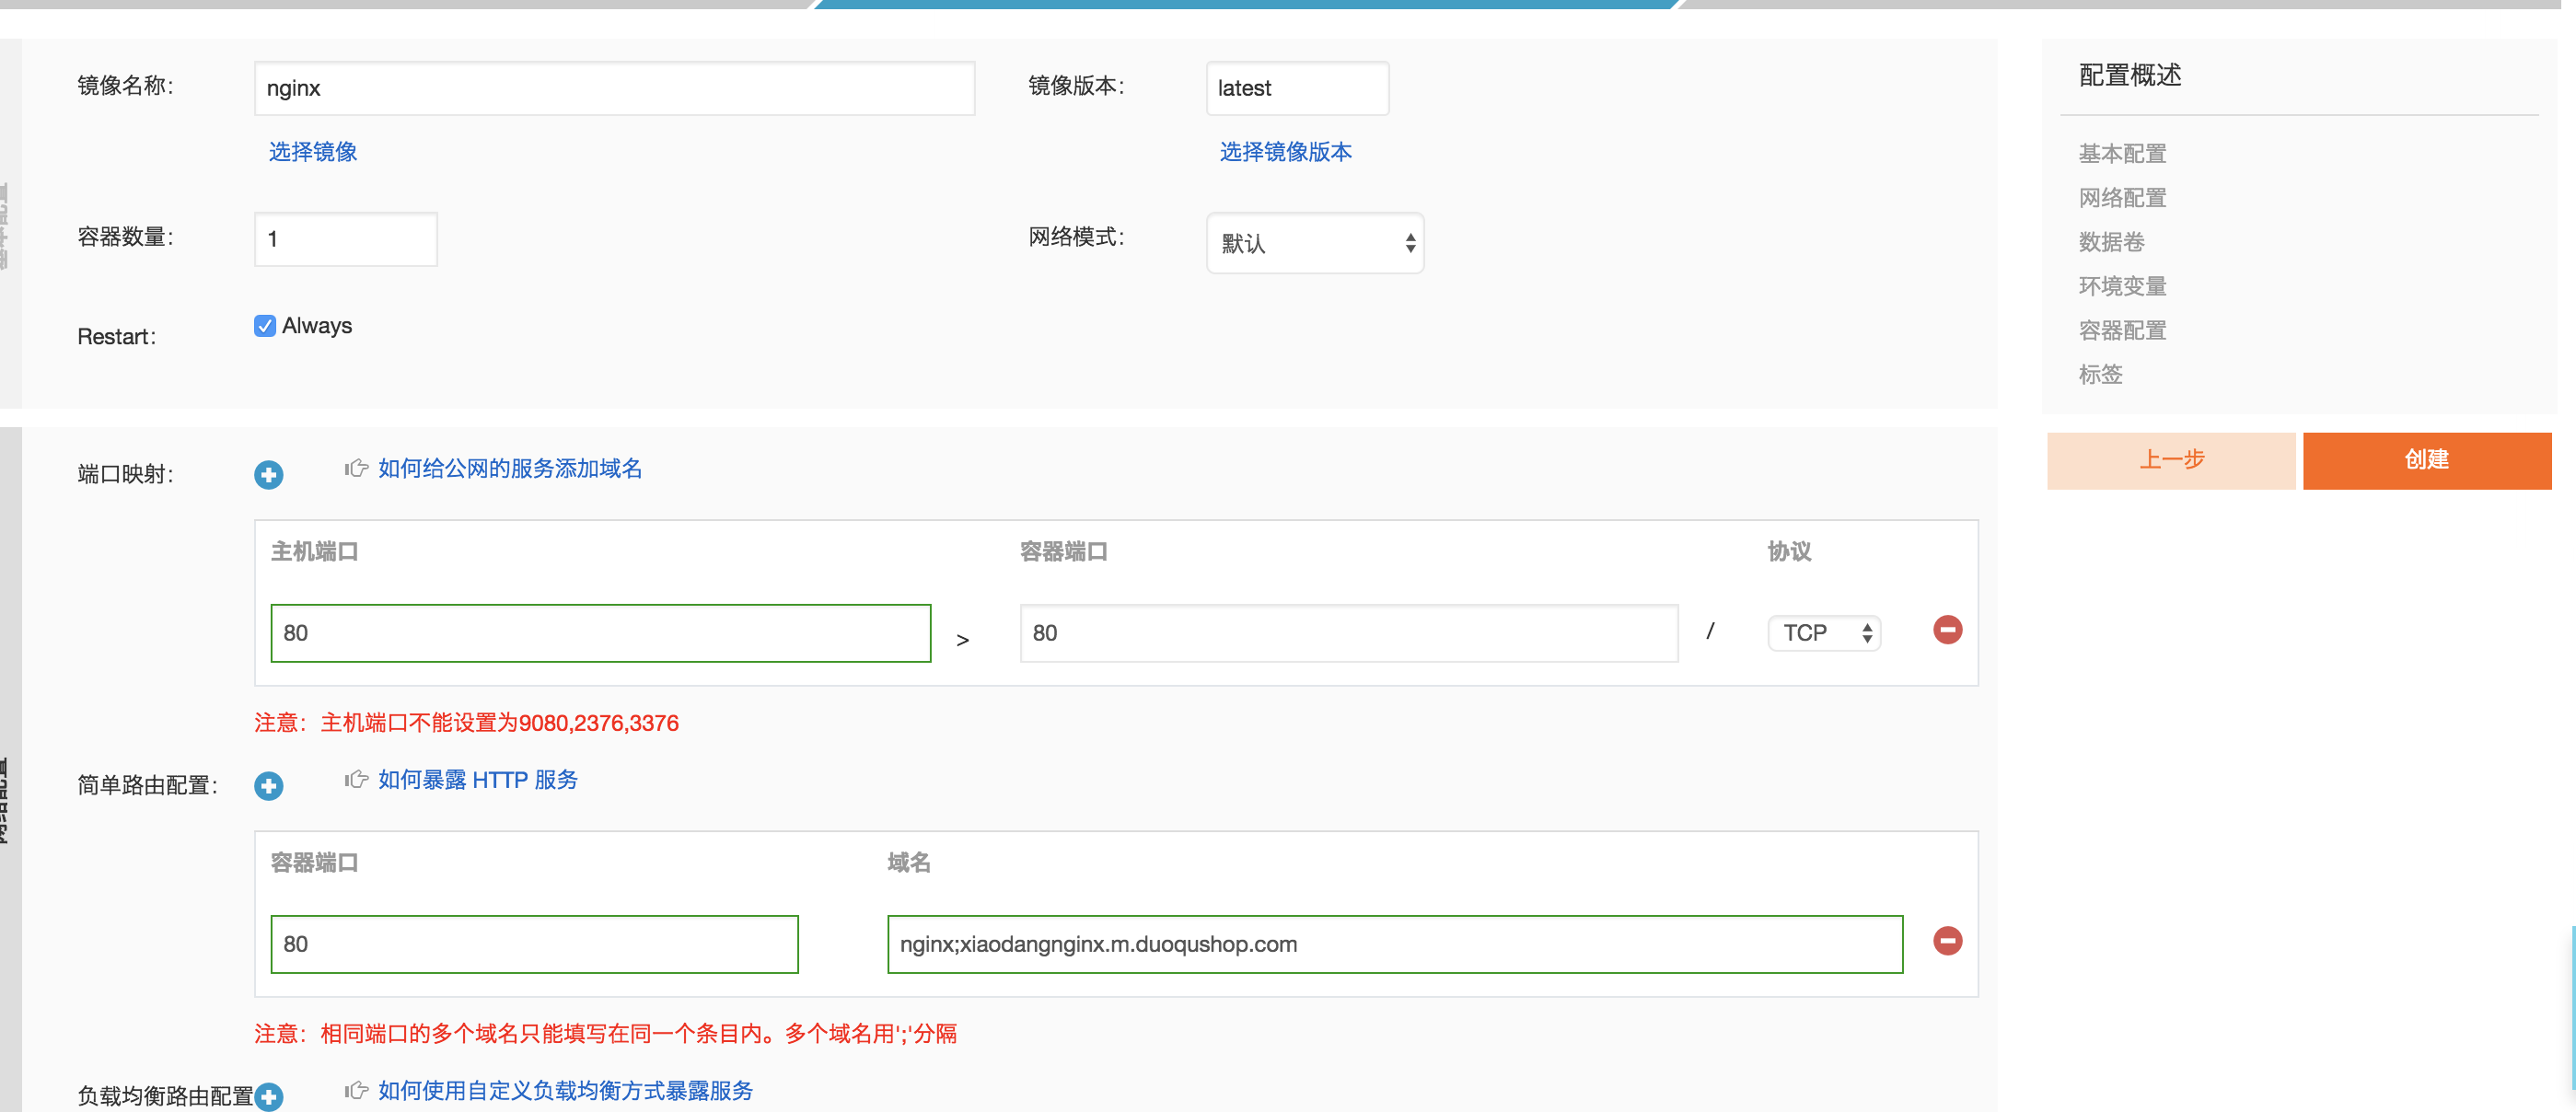 镜像名称：
nginx
镜像版本：
latest
选择镜像
选择镜像版本
容器数量：
1
网络模式：
默认
Restart：
Always
配置概述
基本配置
网络配置
数据卷
环境变量
容器配置
标签
上一步
创建
端口映射：
如何给公网的服务添加域名
主机端口
容器端口
协议
80
>
80
/
TCP
注意：主机端口不能设置为9080,2376,3376
简单路由配置：
如何暴露 HTTP 服务
容器端口
域名
80
nginx;xiaodangnginx.m.duoqushop.com
注意：相同端口的多个域名只能填写在同一个条目内。多个域名用';'分隔
负载均衡路由配置
如何使用自定义负载均衡方式暴露服务